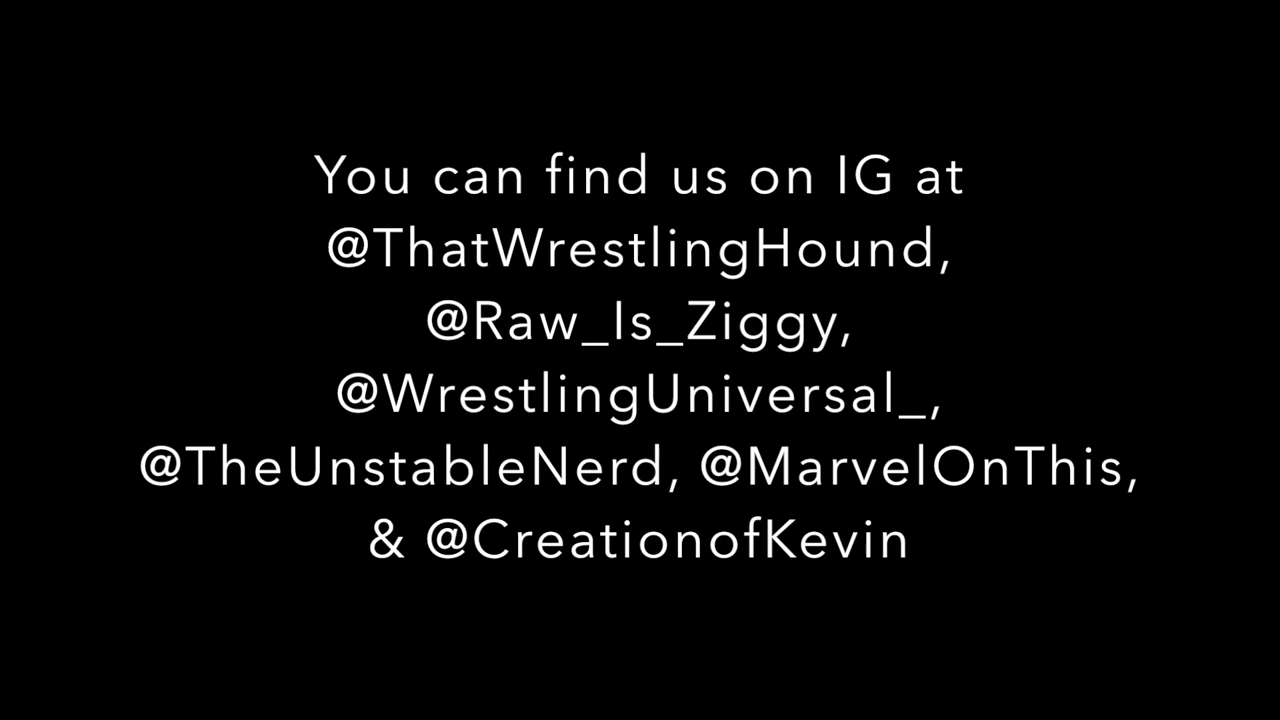 You can find us on IG at
@ThatWrestlingHound,
@Raw_Is_Ziggy,
@WrestlingUniversal_,
@TheUnstableNerd, @MarvelOnThis,
& @CreationofKevin